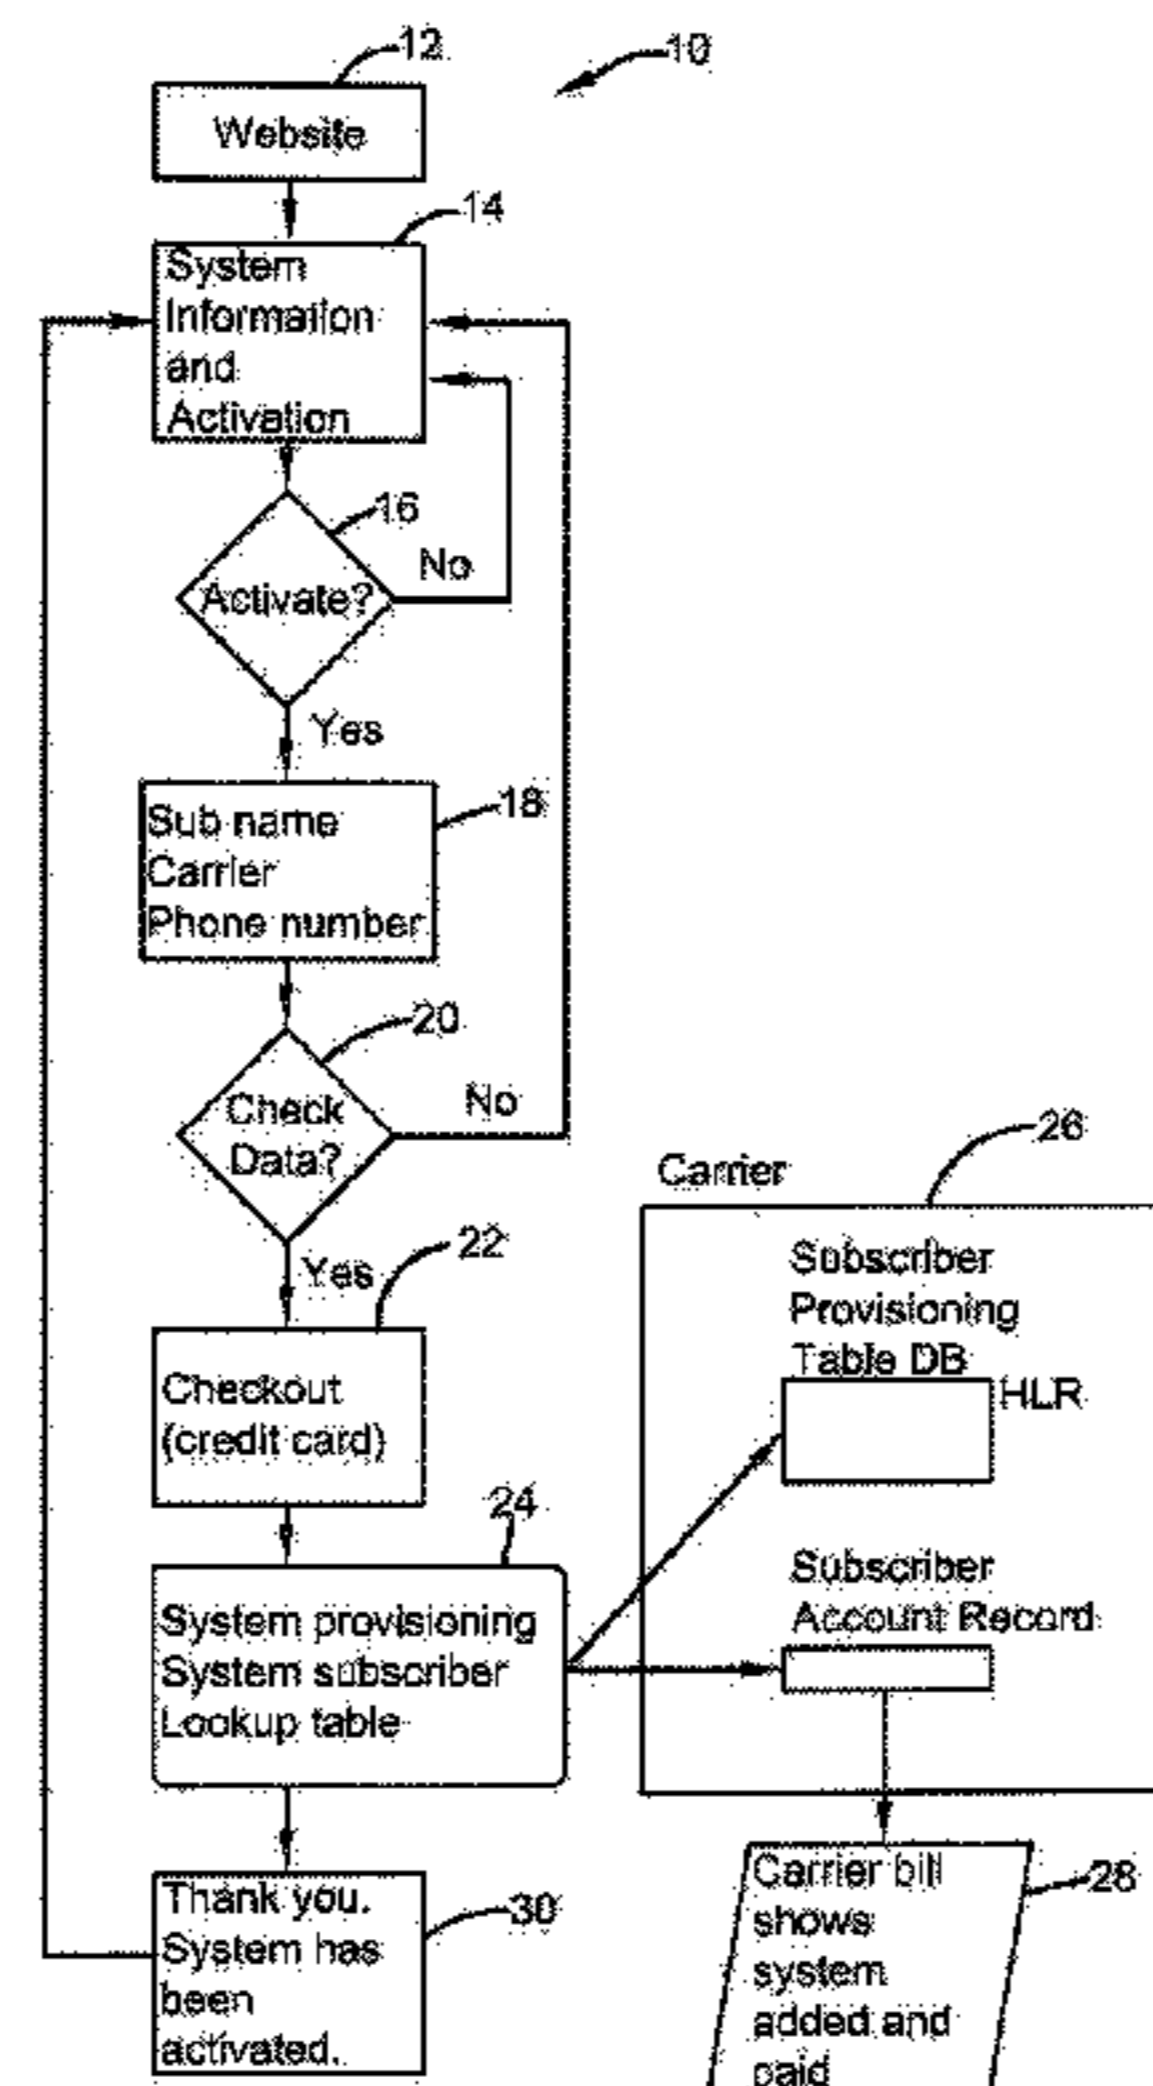 12
10
Website
14
System
Information
and
Activation
16
No
Activate?
Yes
18
Sub name
Carrier
Phone number
20
No
Check
Data?
26
Carrier
22
Yes
Subscriber
Provisioning
Table DB
HLR
Checkout
(credit card)
24
Subscriber
Account Record
System provisioning
System subscriber
Lookup table
Thank you.
System has
been
activated.
30
Carrier bill
shows
system
added and
paid
28